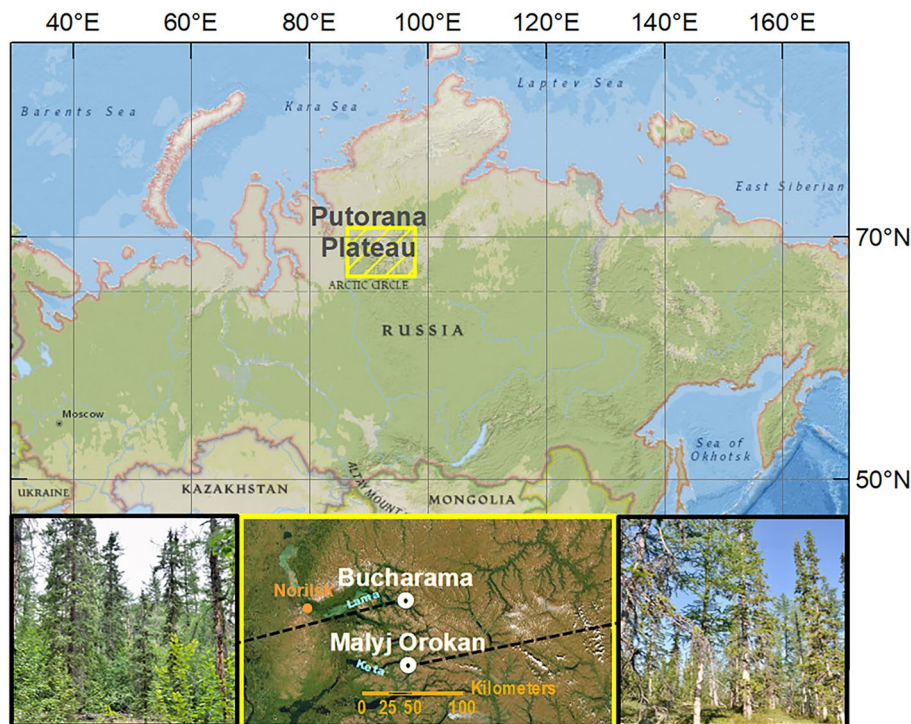 40°E 60°E 80°E 100°E 120°E 140°E 160°E
Barents Sea
Kara Sea
Laptev Sea
East Siberian
Putorana
Plateau
70°N
ARCTIC CIRCLE
RUSSIA
Moscow
Sea of
Okhotsk
UKRAINE
KAZAKHSTAN
ALTAY MOUNT
MONGOLIA
50°N
Bucharama
Norilsk
Lama
Malyj Orokan
Keta
Kilometers
0 25 50 100